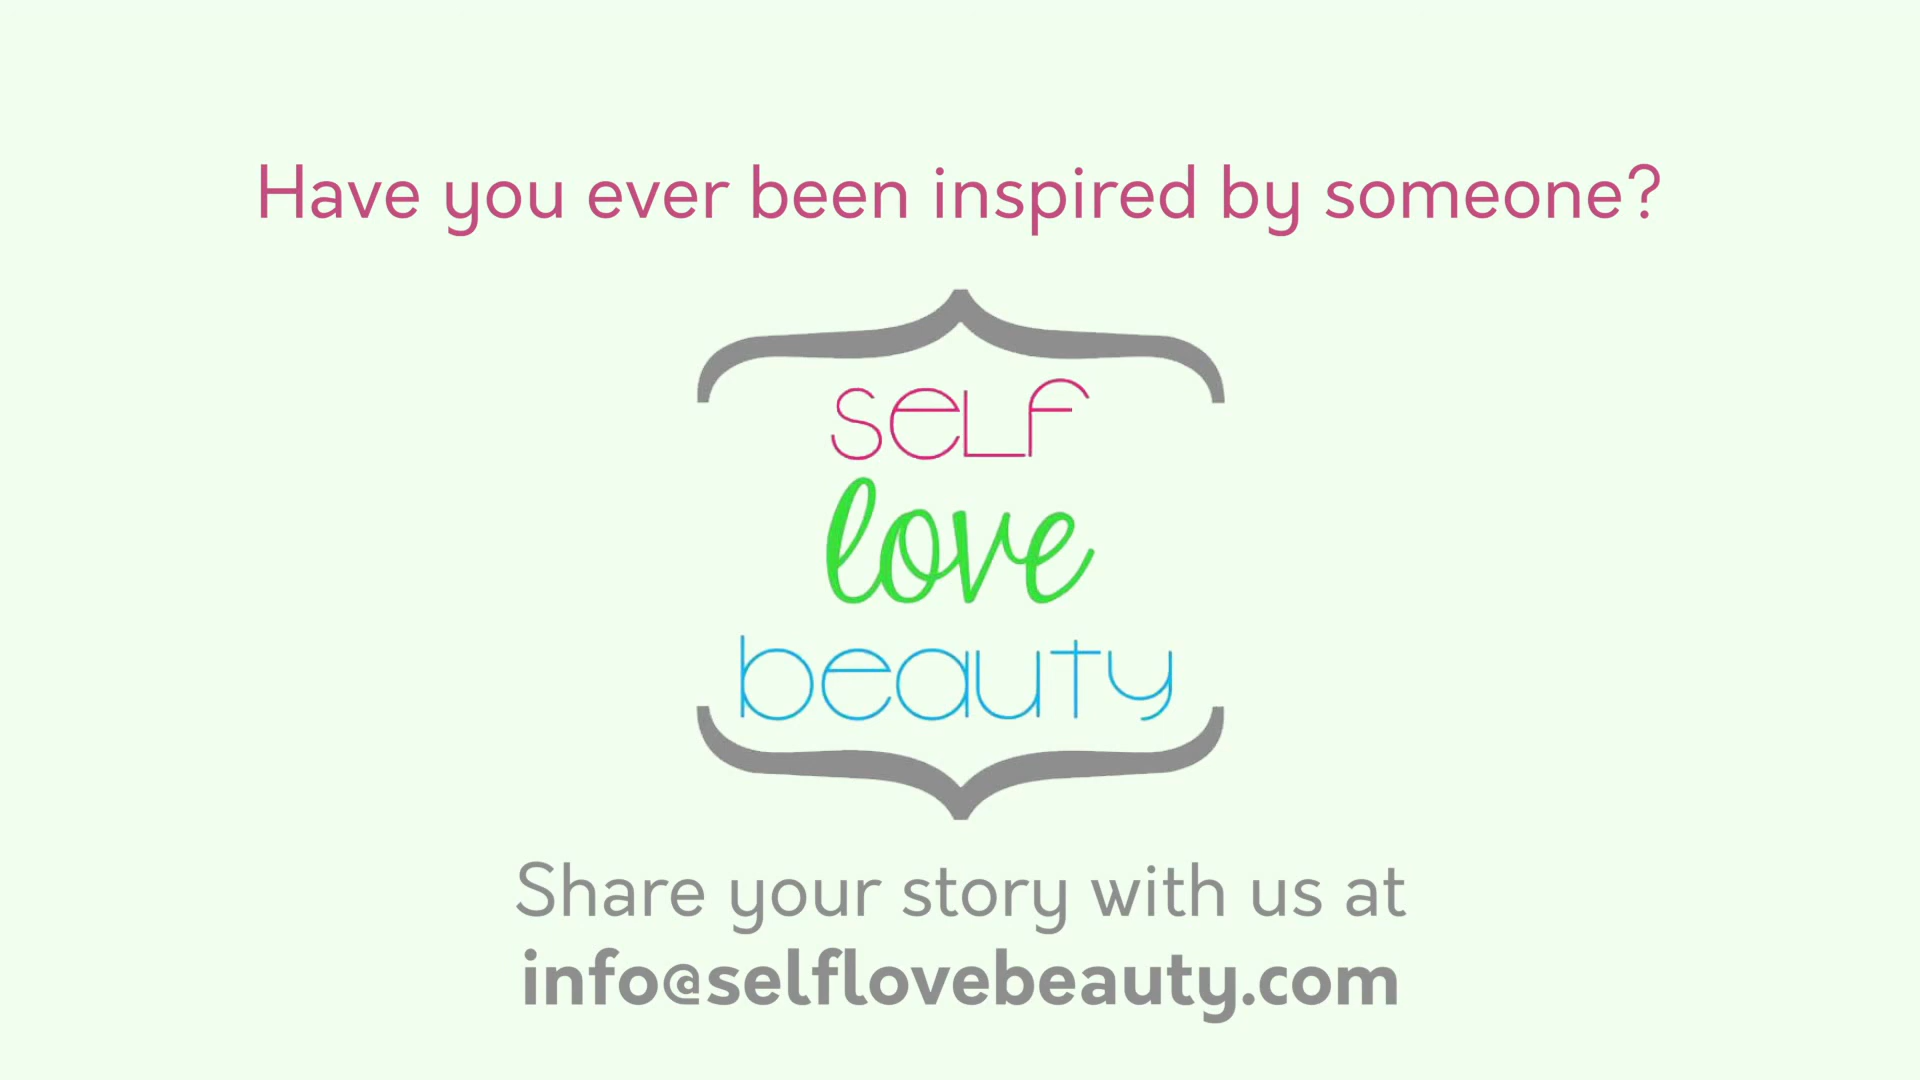 Have you ever been inspired by someone?
self
love
beauty
Share your story with us at
info@selflovebeauty.com